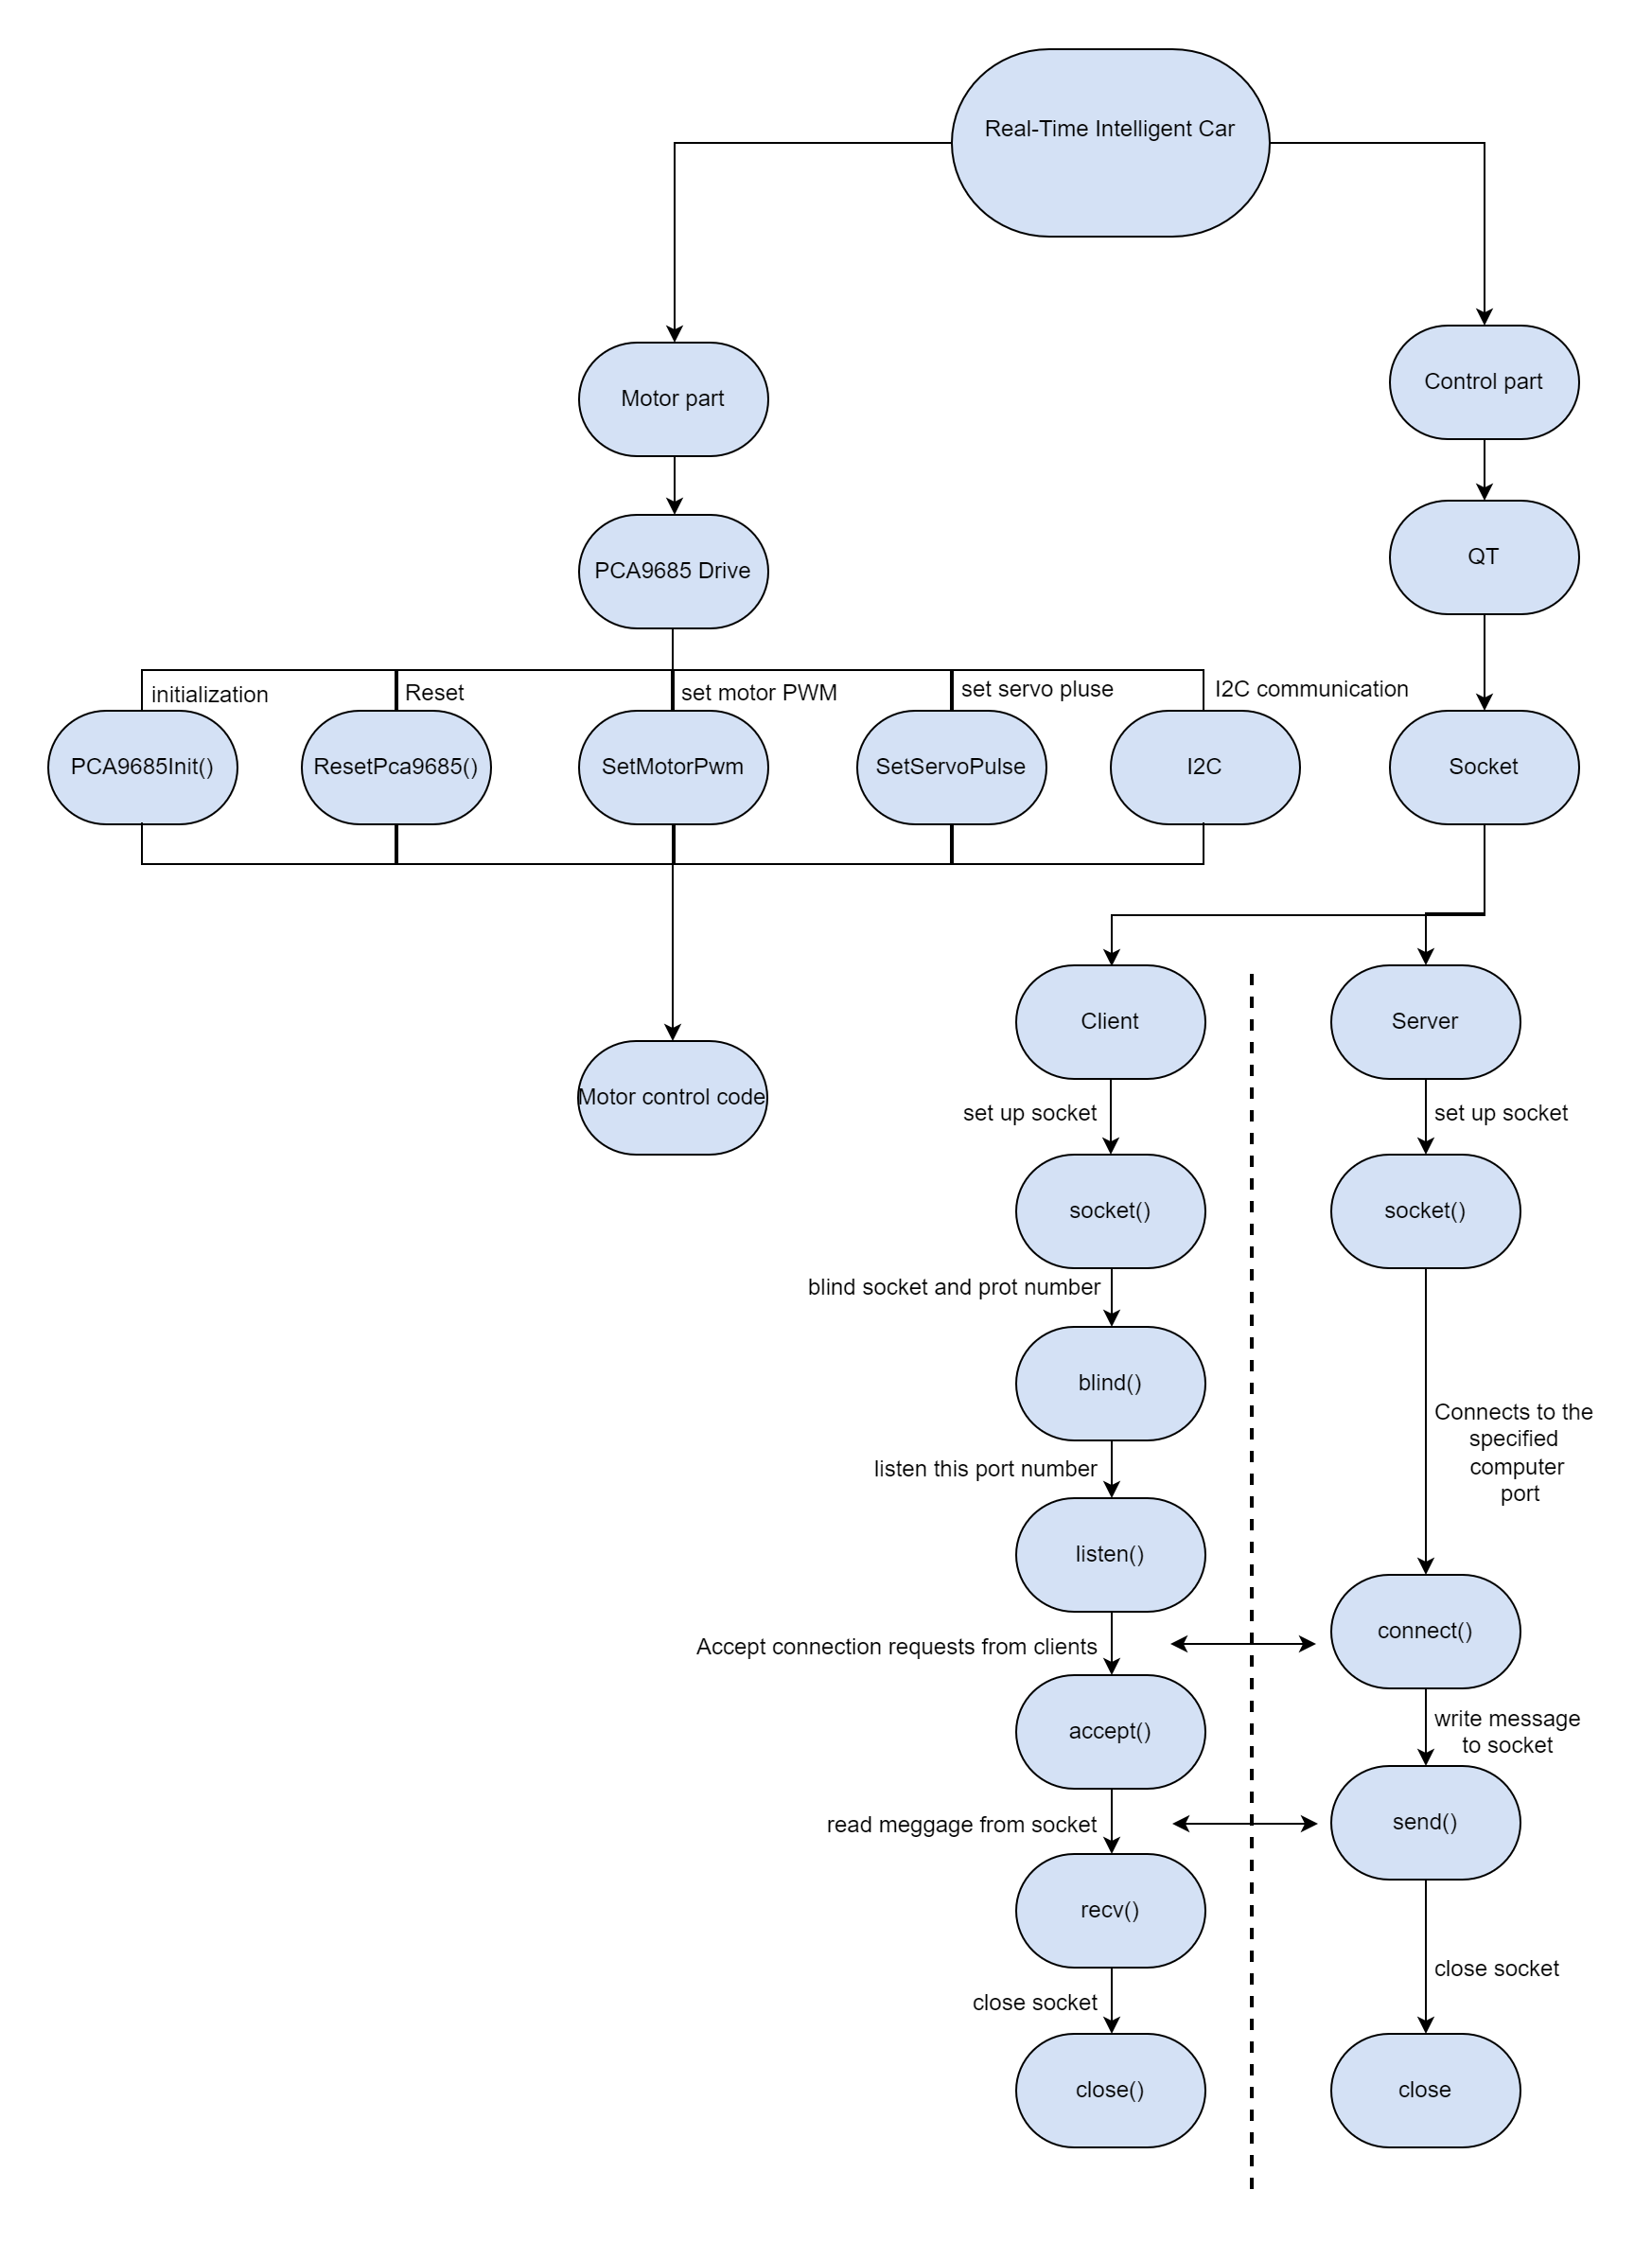 Real-Time Intelligent Car
Motor part
Control part
PCA9685 Drive
QT
initialization
Reset
set motor PWM
set servo pluse
I2C communication
PCA9685Init()
ResetPca9685()
SetMotorPwm
SetServoPulse
I2C
Socket
Client
Server
Motor control code
set up socket
set up socket
socket()
socket()
blind socket and prot number
blind()
Connects to the
specified
computer
port
listen this port number
listen()
connect()
Accept connection requests from clients
accept()
write message
to socket
read meggage from socket
send()
recv()
close socket
close socket
close()
close